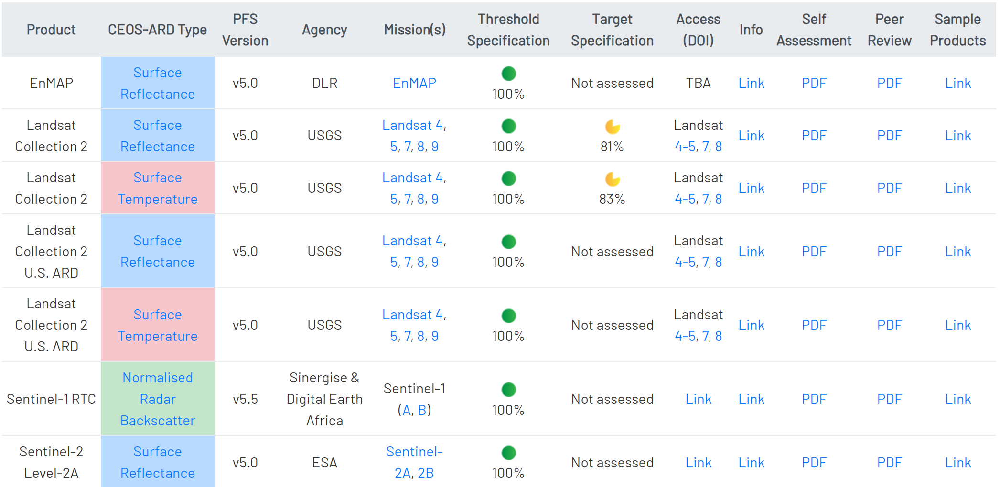 Product CEOS-ARD Type PFS Version Agency Mission(s) Threshold Specification Target Specification Access (DOI) Info Self Assessment Peer Review Sample Products
EnMAP Surface Reflectance v5.0 DLR EnMAP 100% Not assessed TBA Link PDF PDF Link
Landsat Collection 2 Surface Reflectance v5.0 USGS Landsat 4, 5, 7, 8, 9 100% 81% Landsat 4-5, 7, 8 Link PDF PDF Link
Landsat Collection 2 Surface Temperature v5.0 USGS Landsat 4, 5, 7, 8, 9 100% 83% Landsat 4-5, 7, 8 Link PDF PDF Link
Landsat Collection 2 U.S. ARD Surface Reflectance v5.0 USGS Landsat 4, 5, 7, 8, 9 100% Not assessed Landsat 4-5, 7, 8 Link PDF PDF Link
Landsat Collection 2 U.S. ARD Surface Temperature v5.0 USGS Landsat 4, 5, 7, 8, 9 100% Not assessed Landsat 4-5, 7, 8 Link PDF PDF Link
Sentinel-1 RTC Normalised Radar Backscatter v5.5 Sinergise & Digital Earth Africa Sentinel-1 (A, B) 100% Not assessed Link Link PDF PDF Link
Sentinel-2 Level-2A Surface Reflectance v5.0 ESA Sentinel-2A, 2B 100% Not assessed Link Link PDF PDF Link